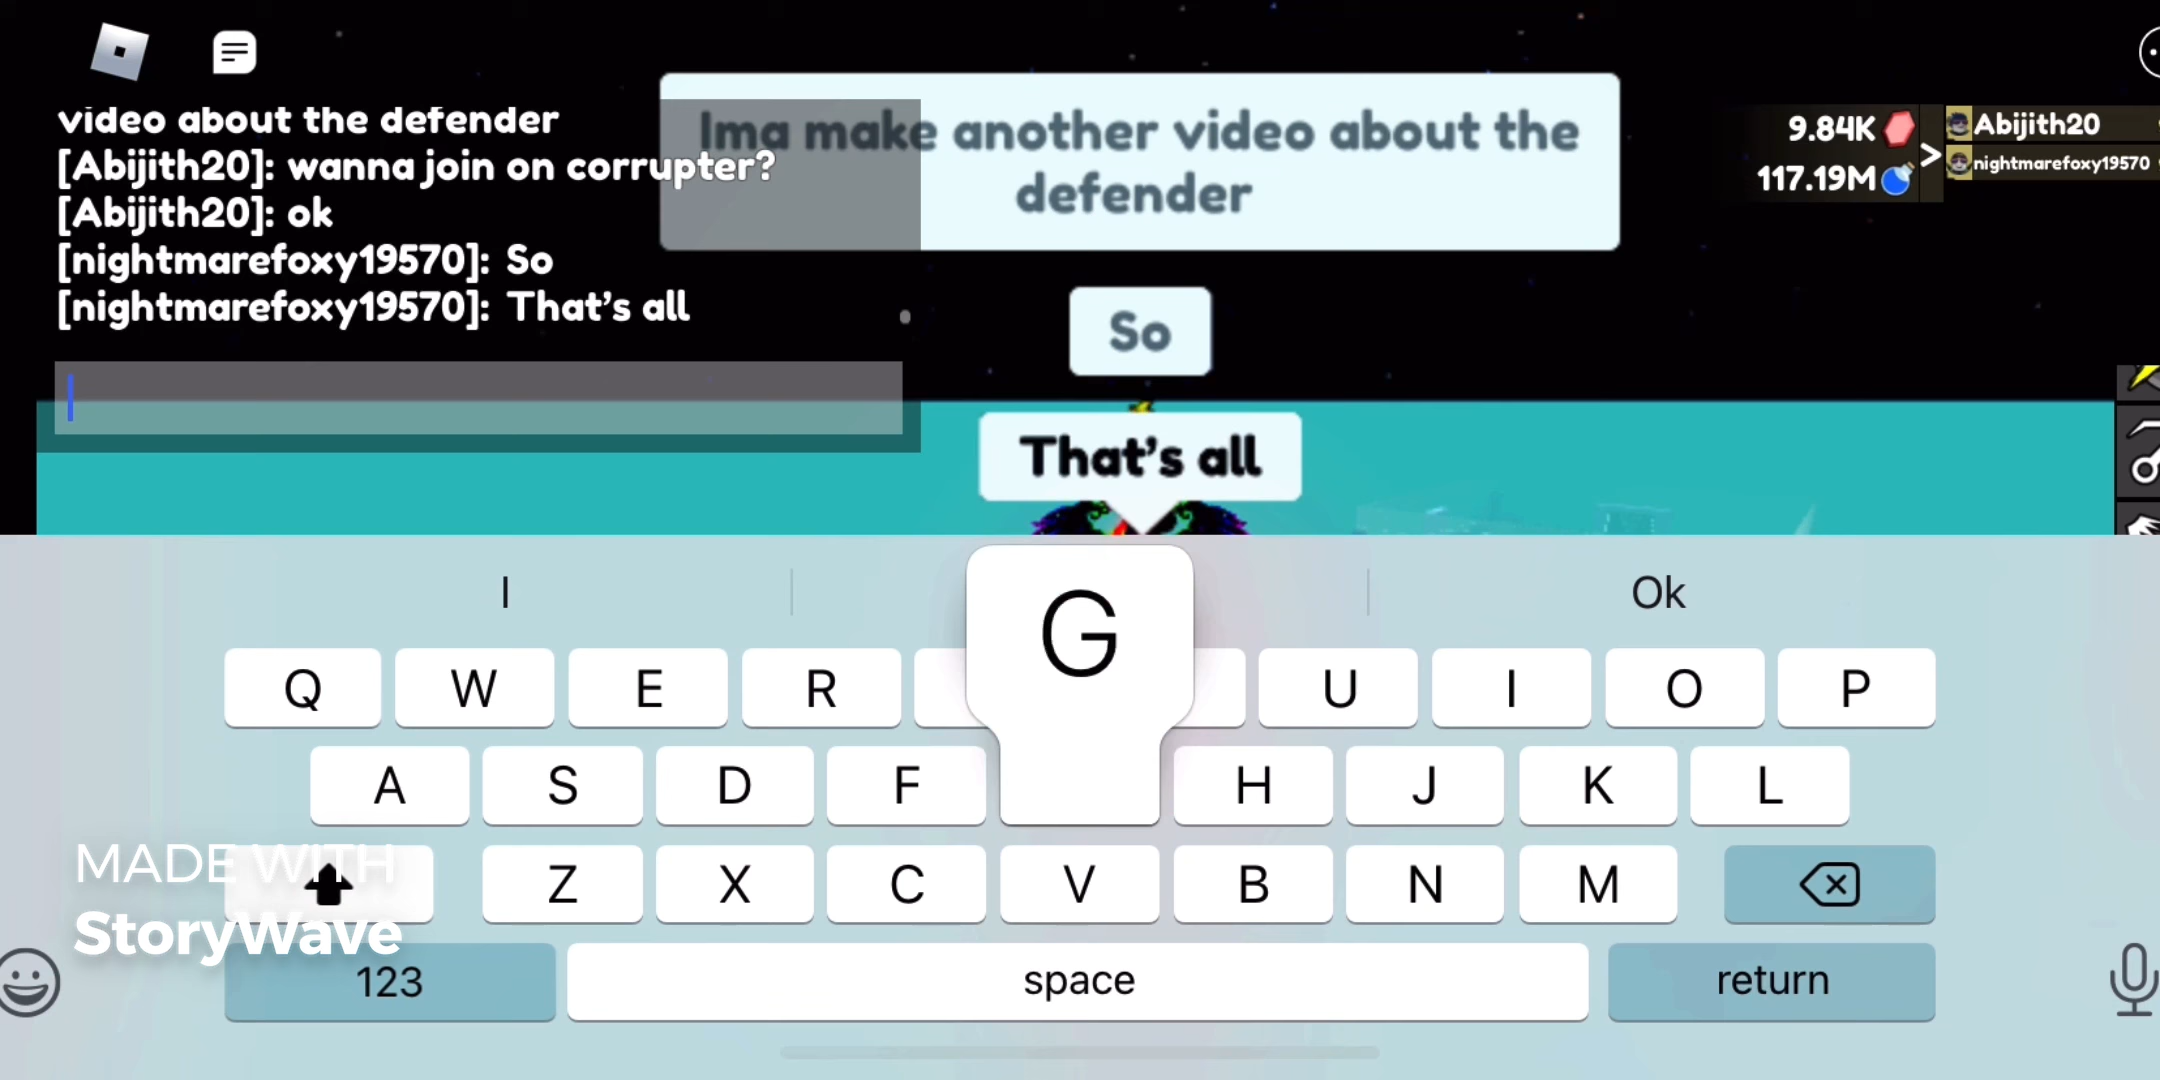 video about the defender
[Abijith20]: wanna join on corrupter?
[Abijith20]: ok
[nightmarefoxy19570]: So
[nightmarefoxy19570]: That's all
Ima make another video about the
defender
So
That's all
9.84K
117.19M
>
Abijith20
nightmarefoxy19570
I
Ok
G
Q W E R U I O P
A S D F H J K L
Z X C V B N M
123 space return
MADE WITH
StoryWave